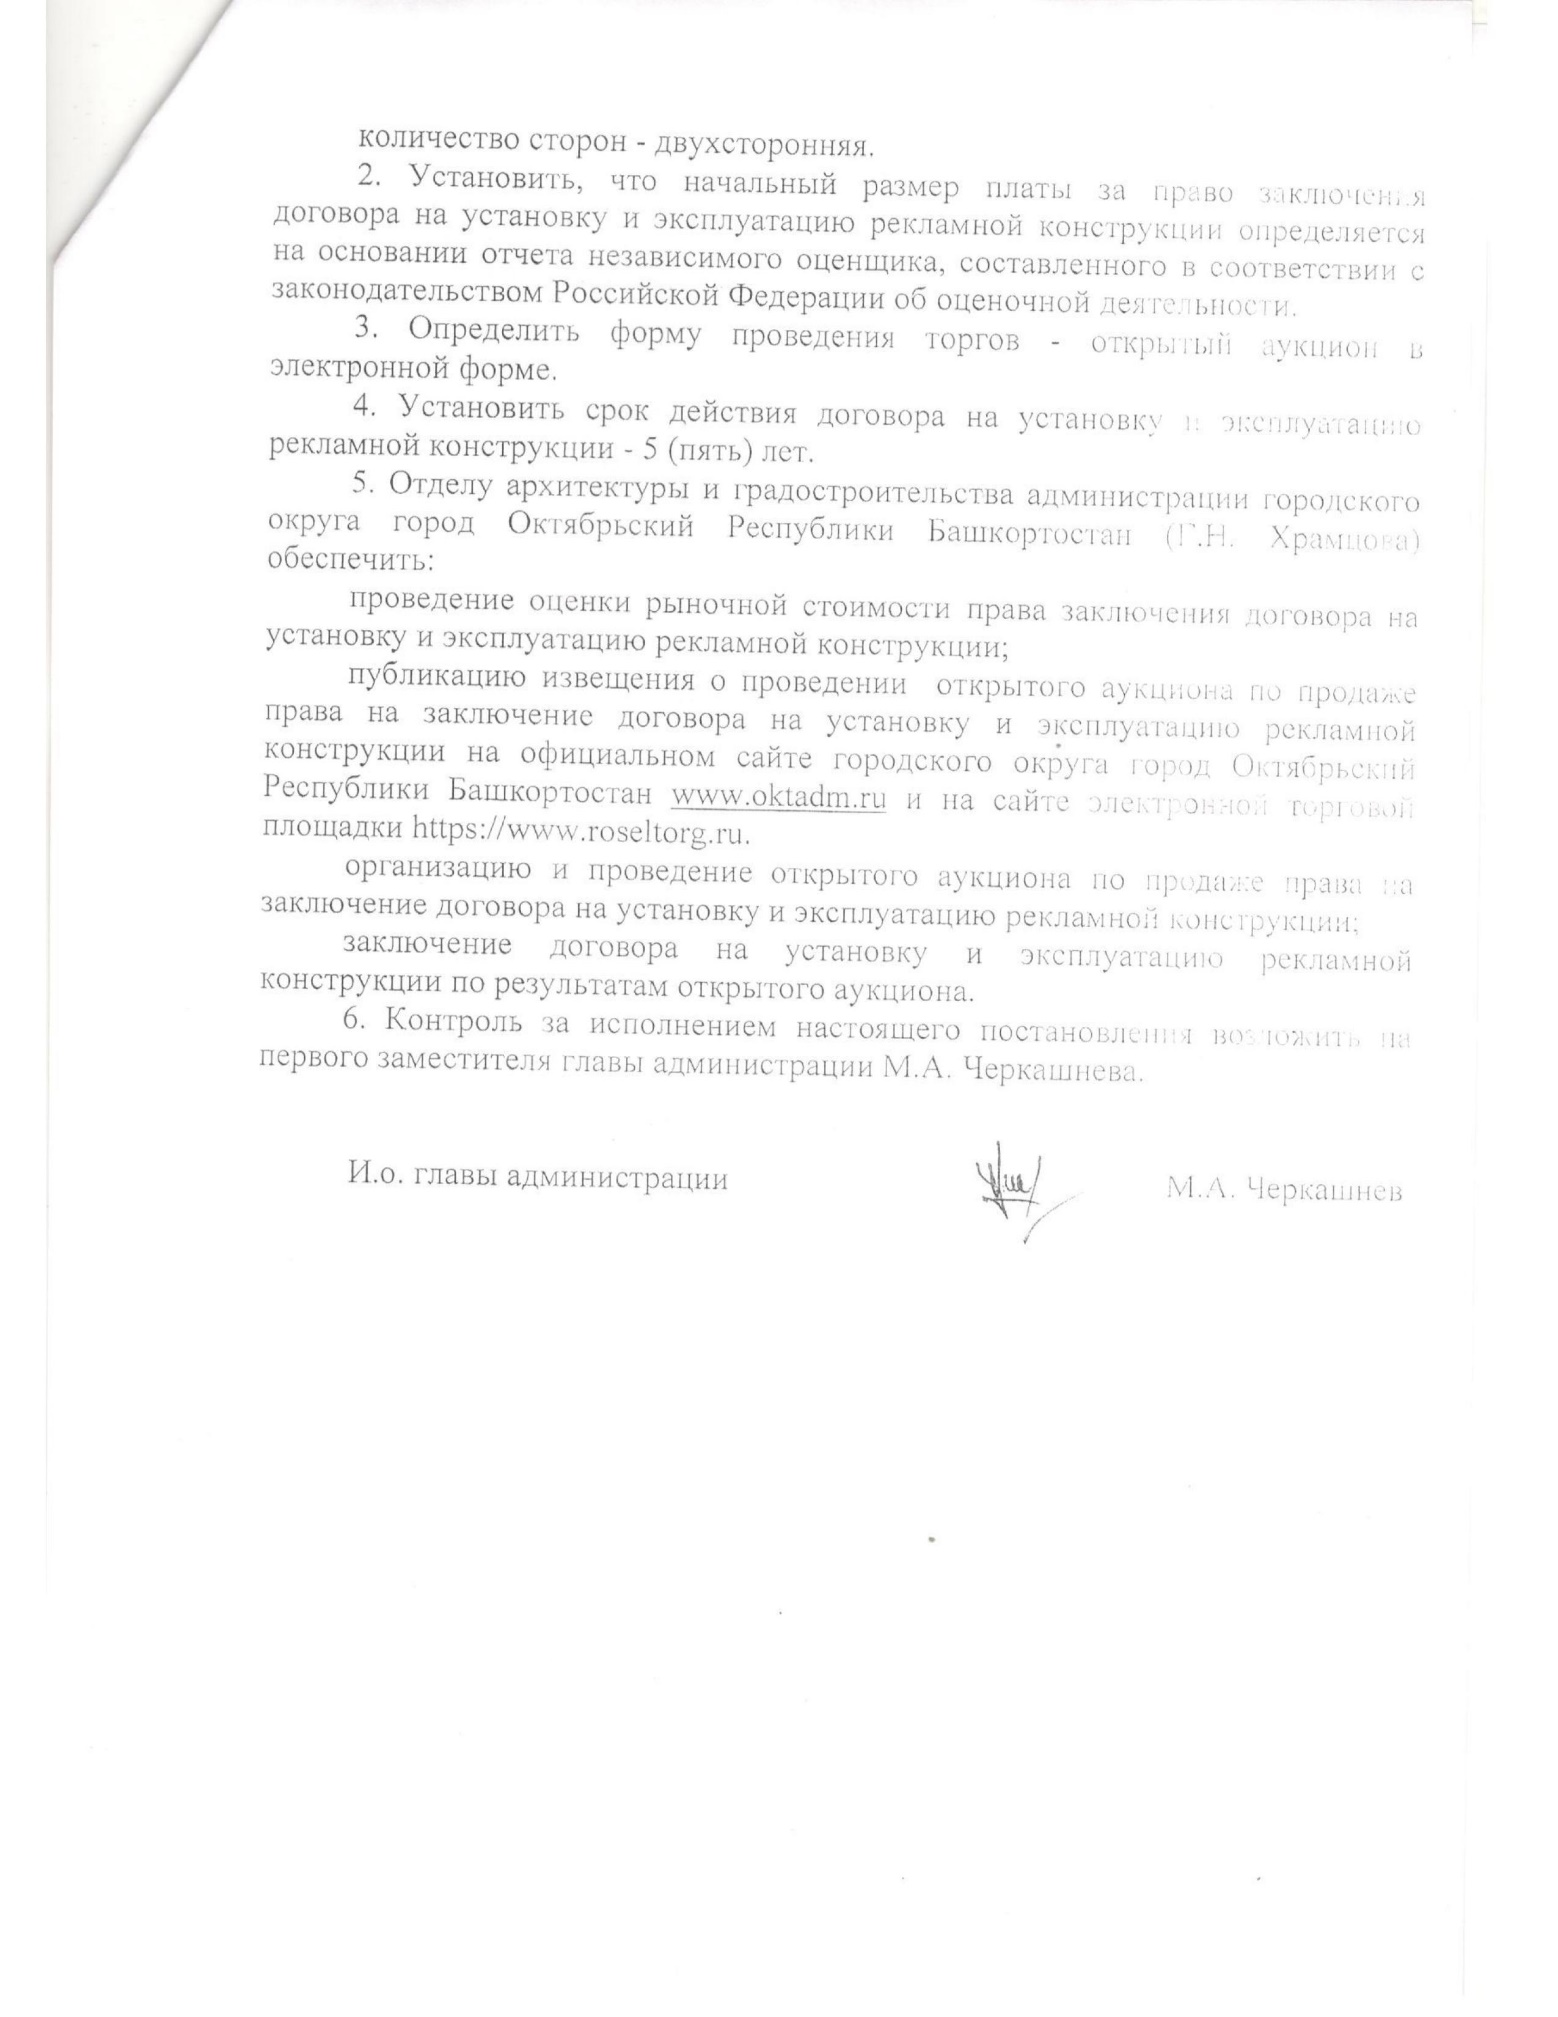 количество сторон - двухсторонняя.
2. Установить, что начальный размер платы за право заключения
договора на установку и эксплуатацию рекламной конструкции определяется
на основании отчета независимого оценщика, составленного в соответствии с
законодательством Российской Федерации об оценочной деятельности.
3. Определить форму проведения торгов - открытый аукцион в
электронной форме.
4. Установить срок действия договора на установку и эксплуатацию
рекламной конструкции - 5 (пять) лет.
5. Отделу архитектуры и градостроительства администрации городского
округа город Октябрьский Республики Башкортостан (Г.Н. Храмцова)
обеспечить:
проведение оценки рыночной стоимости права заключения договора на
установку и эксплуатацию рекламной конструкции;
публикацию извещения о проведении открытого аукциона по продаже
права на заключение договора на установку и эксплуатацию рекламной
конструкции на официальном сайте городского округа город Октябрьский
Республики Башкортостан www.oktadm.ru и на сайте электронной торговой
площадки https://www.roseltorg.ru.
организацию и проведение открытого аукциона по продаже права на
заключение договора на установку и эксплуатацию рекламной конструкции;
заключение договора на установку и эксплуатацию рекламной
конструкции по результатам открытого аукциона.
6. Контроль за исполнением настоящего постановления возложить на
первого заместителя главы администрации М.А. Черкашнева.
И.о. главы администрации М.А. Черкашнев